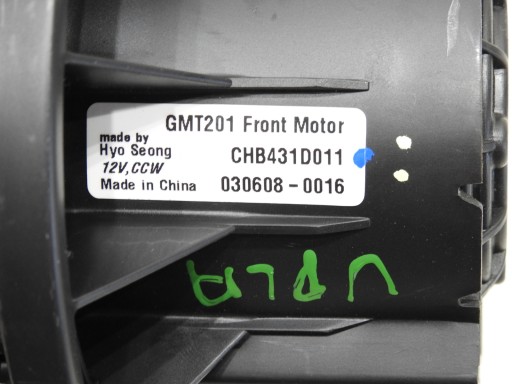 GMT201 Front Motor
made by
Hyo Seong CHB431D011
12V,CCW
Made in China 030608-0016